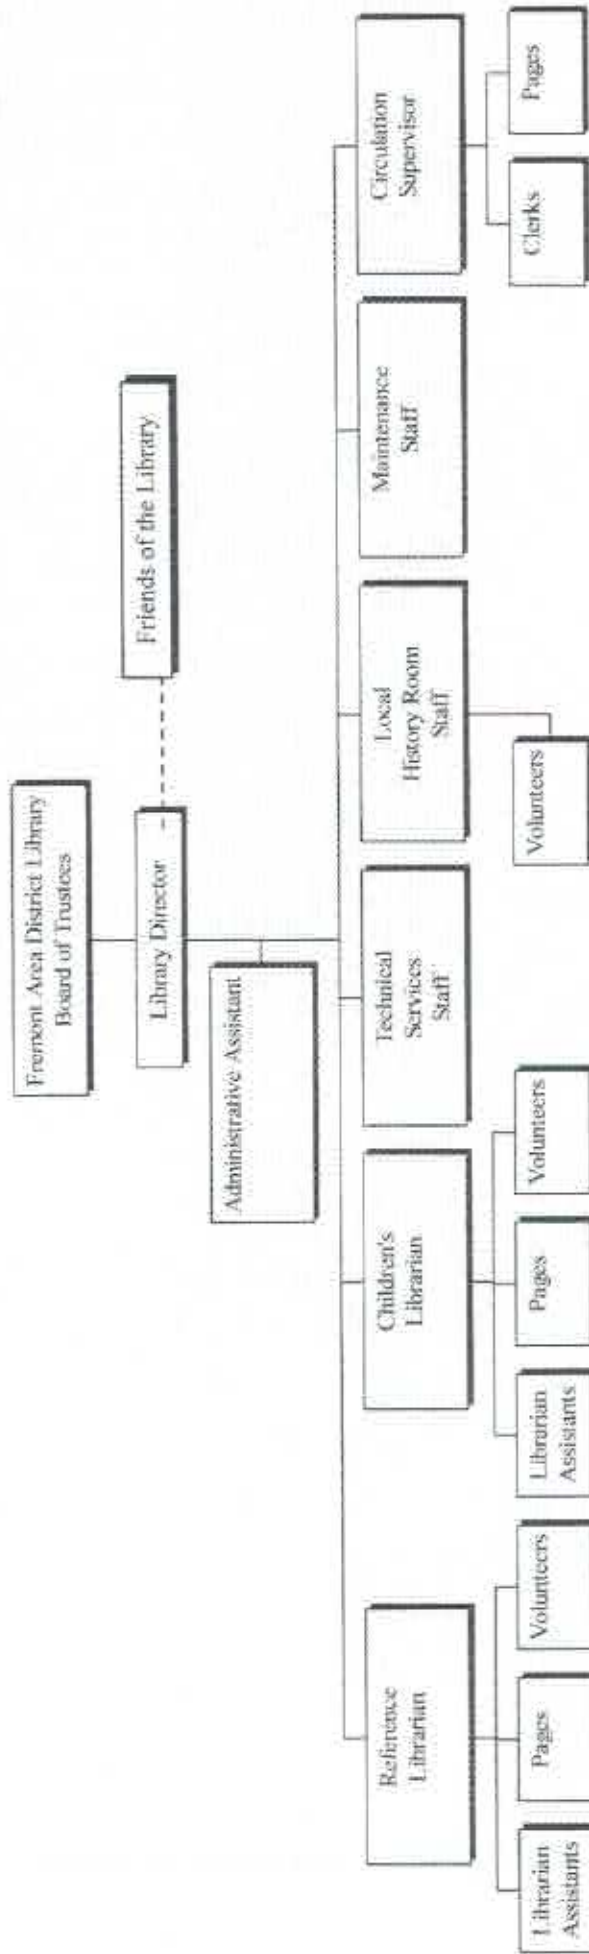 Fremont Area District Library
Board of Trustees
Library Director
Friends of the Library
Administrative Assistant
Reference
Librarian
Children's
Librarian
Technical
Services
Staff
Local
History Room
Staff
Maintenance
Staff
Circulation
Supervisor
Librarian
Assistants
Pages
Volunteers
Librarian
Assistants
Pages
Volunteers
Volunteers
Clerks
Pages